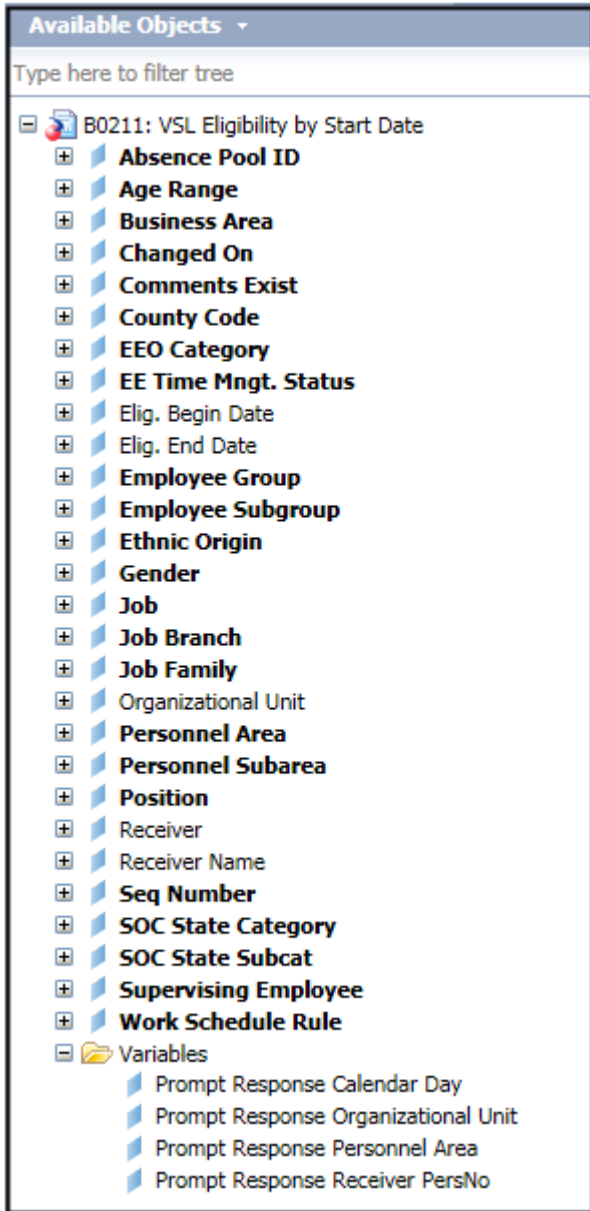 Available Objects
Type here to filter tree
B0211: VSL Eligibility by Start Date
Absence Pool ID
Age Range
Business Area
Changed On
Comments Exist
County Code
EEO Category
EE Time Mngt. Status
Elig. Begin Date
Elig. End Date
Employee Group
Employee Subgroup
Ethnic Origin
Gender
Job
Job Branch
Job Family
Organizational Unit
Personnel Area
Personnel Subarea
Position
Receiver
Receiver Name
Seq Number
SOC State Category
SOC State Subcat
Supervising Employee
Work Schedule Rule
Variables
Prompt Response Calendar Day
Prompt Response Organizational Unit
Prompt Response Personnel Area
Prompt Response Receiver PersNo